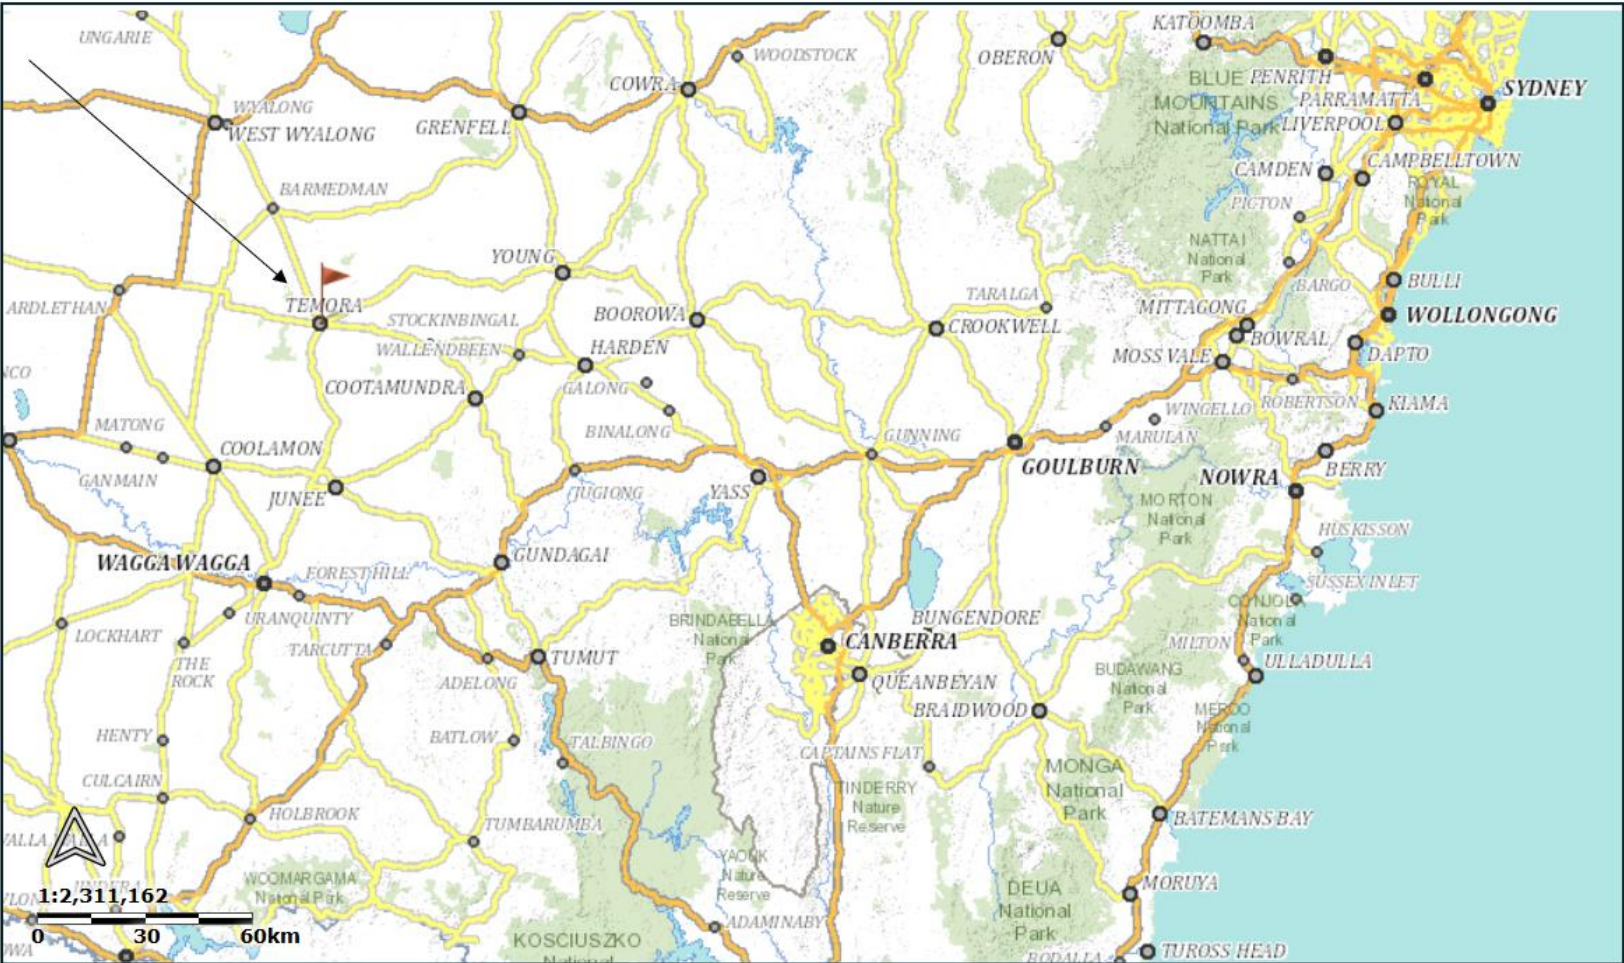 KATOOMBA
UNGARIE
WOODSTOCK
OBERON
COWRA
BLUE
MOUNTAINS
National Park
PENRITH
SYDNEY
PARRAMATTA
LIVERPOOL
WYALONG
WEST WYALONG
GRENFELL
CAMPBELLTOWN
CAMDEN
ROYAL
National
Park
BARMEDMAN
PICTON
NATTAI
National
Park
YOUNG
BARGO
BULLI
ARDLETHAN
TEMORA
STOCKINBINGAL
BOOROWA
TARALGA
CROOKWELL
MITTAGONG
BOWRAL
WOLLONGONG
WALLENDBEEN
HARDEN
MOSS VALE
DAPTO
NCO
COOTAMUNDRA
GALONG
WINGELLO
ROBERTSON
KIAMA
MATONG
BINALONG
GUNNING
MARULAN
COOLAMON
GOULBURN
BERRY
GANMAIN
JUNEE
JUGIONG
YASS
NOWRA
MORTON
National
Park
HUSKISSON
WAGGA WAGGA
FOREST HILL
GUNDAGAI
SUSSEX INLET
CONJOLA
National
Park
URANQUINTY
BRINDABELLA
National
Park
BUNGENDORE
LOCKHART
TARCUTTA
CANBERRA
MILTON
ULLADULLA
THE
ROCK
TUMUT
ADELONG
QUEANBEYAN
BUDAWANG
National
Park
BRAIDWOOD
MEROO
National
Park
HENTY
BATLOW
TALBINGO
CAPTAINS FLAT
CULCAIRN
TINDERRY
Nature
Reserve
MONGA
National
Park
HOLBROOK
TUMBARUMBA
BATEMANS BAY
WALLA WALLA
YAOUK
Nature
Reserve
WOOMARGAMA
National Park
DEUA
National
Park
MORUYA
JINDERA
1:2,311,162
ADAMINABY
0 30 60km
KOSCIUSZKO
National
OWA
BODALLA
TUROSS HEAD